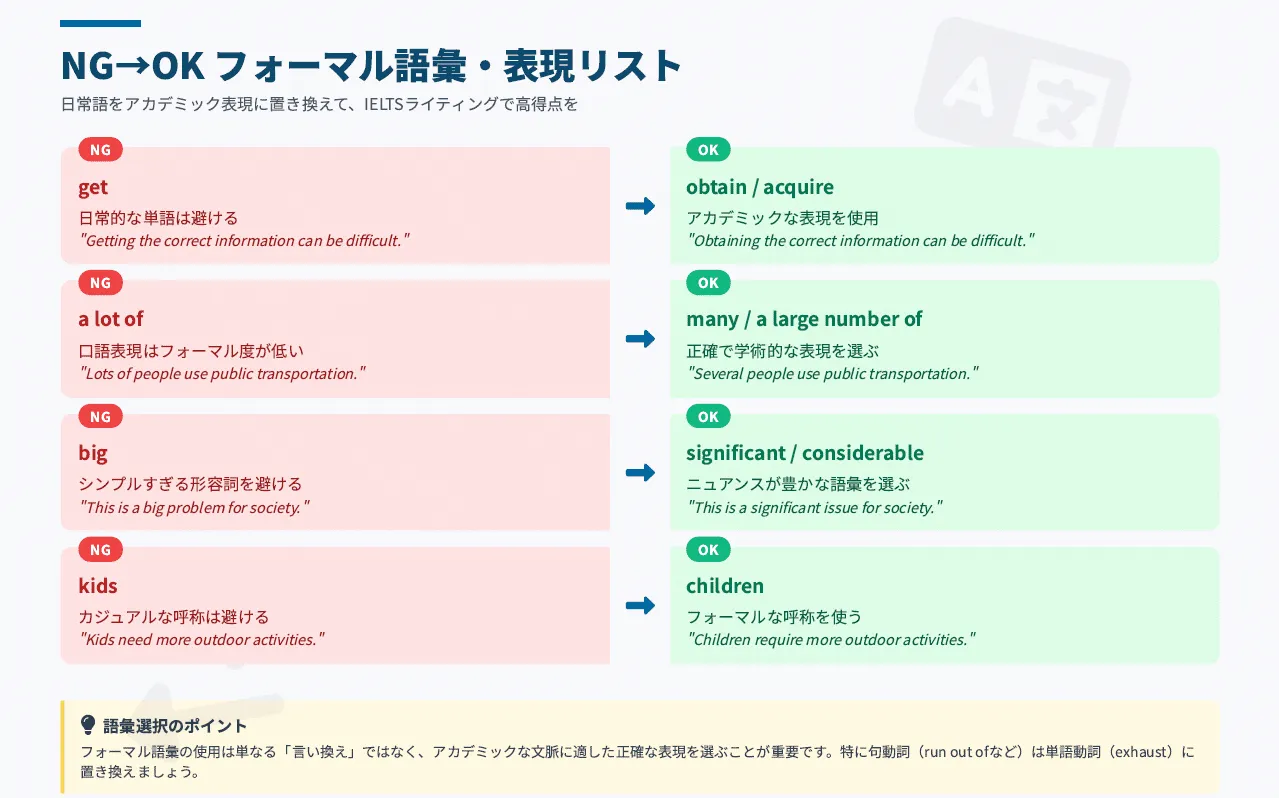 NG→OK フォーマル語彙・表現リスト
日常語をアカデミック表現に置き換えて、IELTSライティングで高得点を
A 文
NG
get
日常的な単語は避ける
"Getting the correct information can be difficult."
OK
obtain / acquire
アカデミックな表現を使用
"Obtaining the correct information can be difficult."
NG
a lot of
口語表現はフォーマル度が低い
"Lots of people use public transportation."
OK
many / a large number of
正確で学術的な表現を選ぶ
"Several people use public transportation."
NG
big
シンプルすぎる形容詞を避ける
"This is a big problem for society."
OK
significant / considerable
ニュアンスが豊かな語彙を選ぶ
"This is a significant issue for society."
NG
kids
カジュアルな呼称は避ける
"Kids need more outdoor activities."
OK
children
フォーマルな呼称を使う
"Children require more outdoor activities."
語彙選択のポイント
フォーマル語彙の使用は単なる「言い換え」ではなく、アカデミックな文脈に適した正確な表現を選ぶことが重要です。特に句動詞（run out ofなど）は単語動詞（exhaust）に
置き換えましょう。